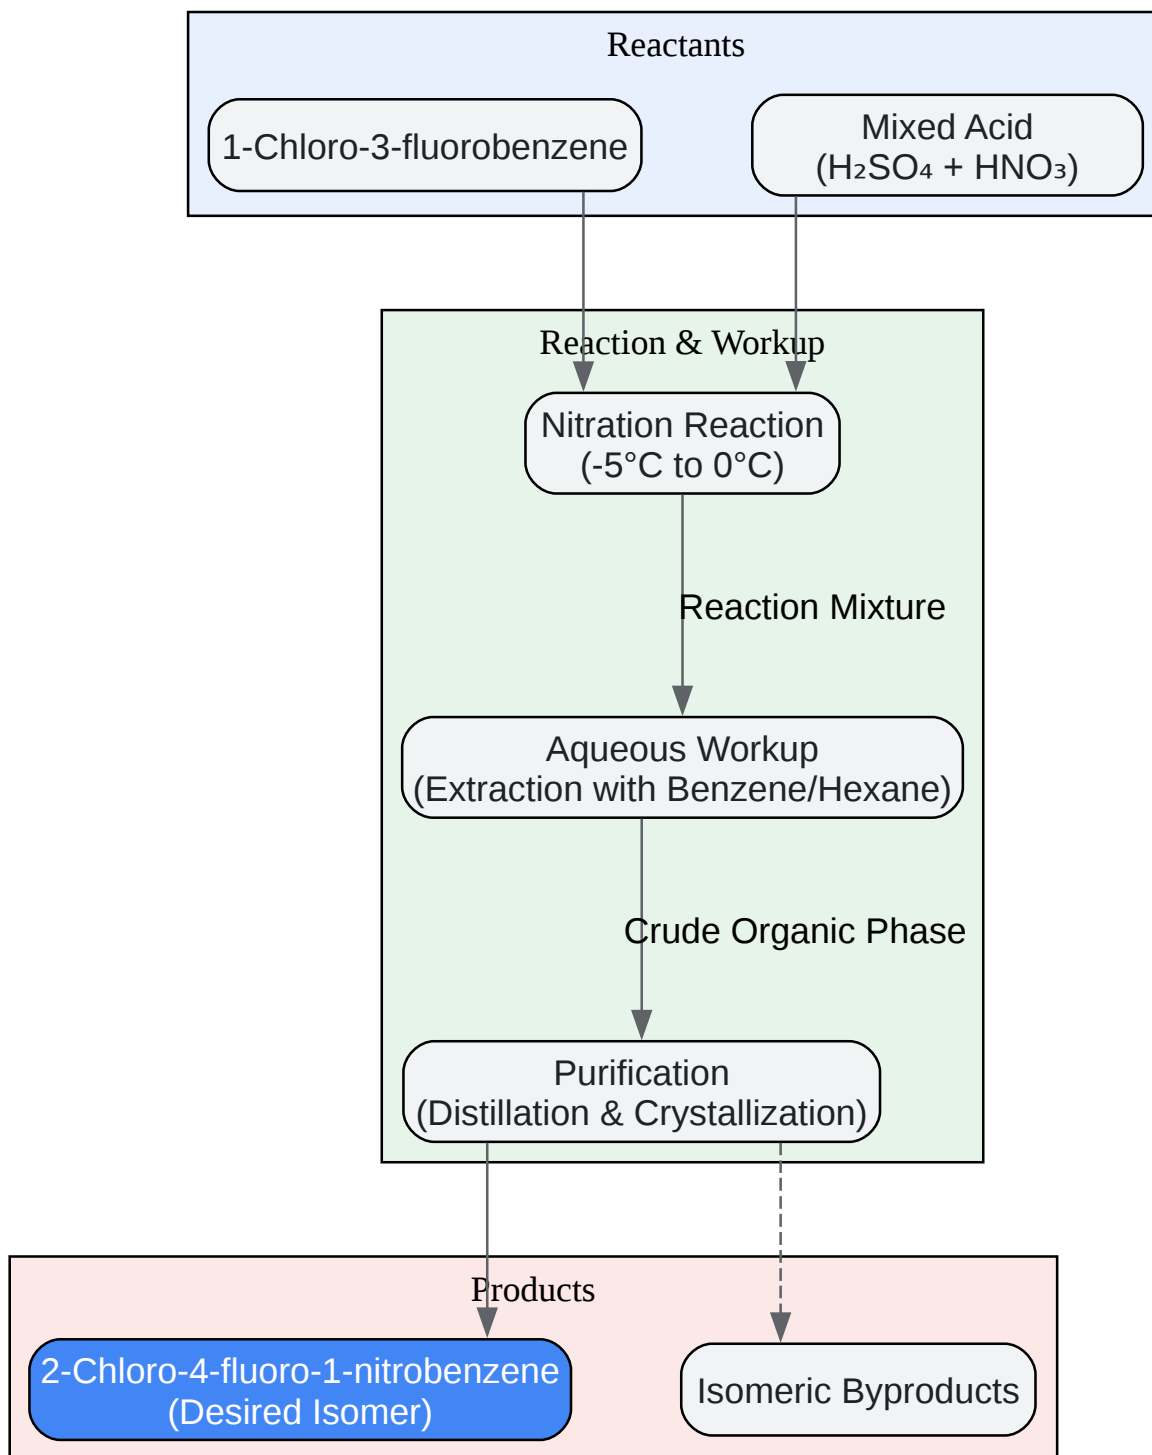 Reactants
1-Chloro-3-fluorobenzene
Mixed Acid
(H₂SO₄ + HNO₃)
Reaction & Workup
Nitration Reaction
(-5°C to 0°C)
Reaction Mixture
Aqueous Workup
(Extraction with Benzene/Hexane)
Crude Organic Phase
Purification
(Distillation & Crystallization)
Products
2-Chloro-4-fluoro-1-nitrobenzene
(Desired Isomer)
Isomeric Byproducts